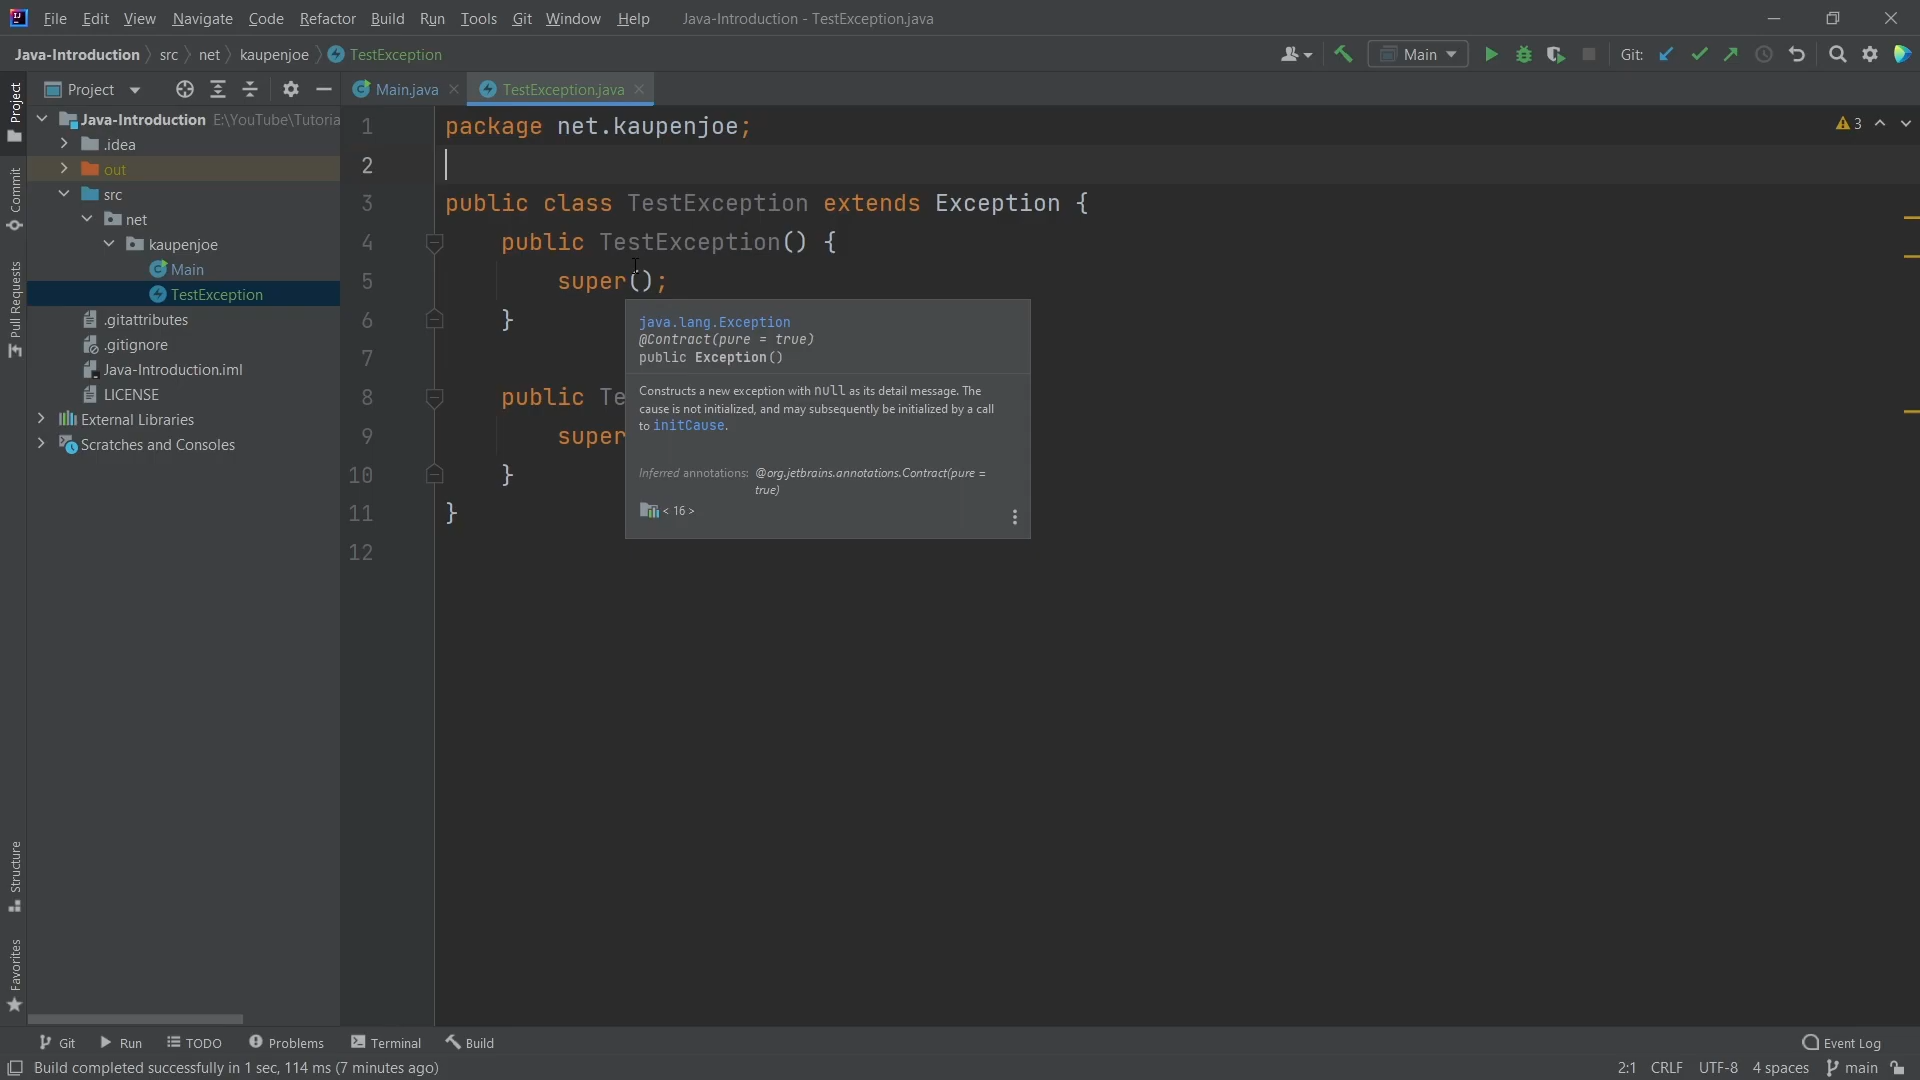 File Edit View Navigate Code Refactor Build Run Tools Git Window Help Java-Introduction - TestException.java
Java-Introduction src net kaupenjoe TestException Main Git:
Project Main.java TestException.java
Project
Commit
Pull Requests
Structure
Favorites
Java-Introduction E:\YouTube\Tutoria
.idea
out
src
net
kaupenjoe
Main
TestException
.gitattributes
.gitignore
Java-Introduction.iml
LICENSE
External Libraries
Scratches and Consoles
3
1 package net.kaupenjoe;
2
3 public class TestException extends Exception {
4 public TestException() {
5 super();
6 }
7
8 public Te
9 super
10 }
11 }
12
java.lang.Exception
@Contract(pure = true)
public Exception()
Constructs a new exception with null as its detail message. The
cause is not initialized, and may subsequently be initialized by a call
to initCause.
Inferred annotations: @org.jetbrains.annotations.Contract(pure =
true)
< 16 >
Git Run TODO Problems Terminal Build Event Log
Build completed successfully in 1 sec, 114 ms (7 minutes ago) 2:1 CRLF UTF-8 4 spaces main